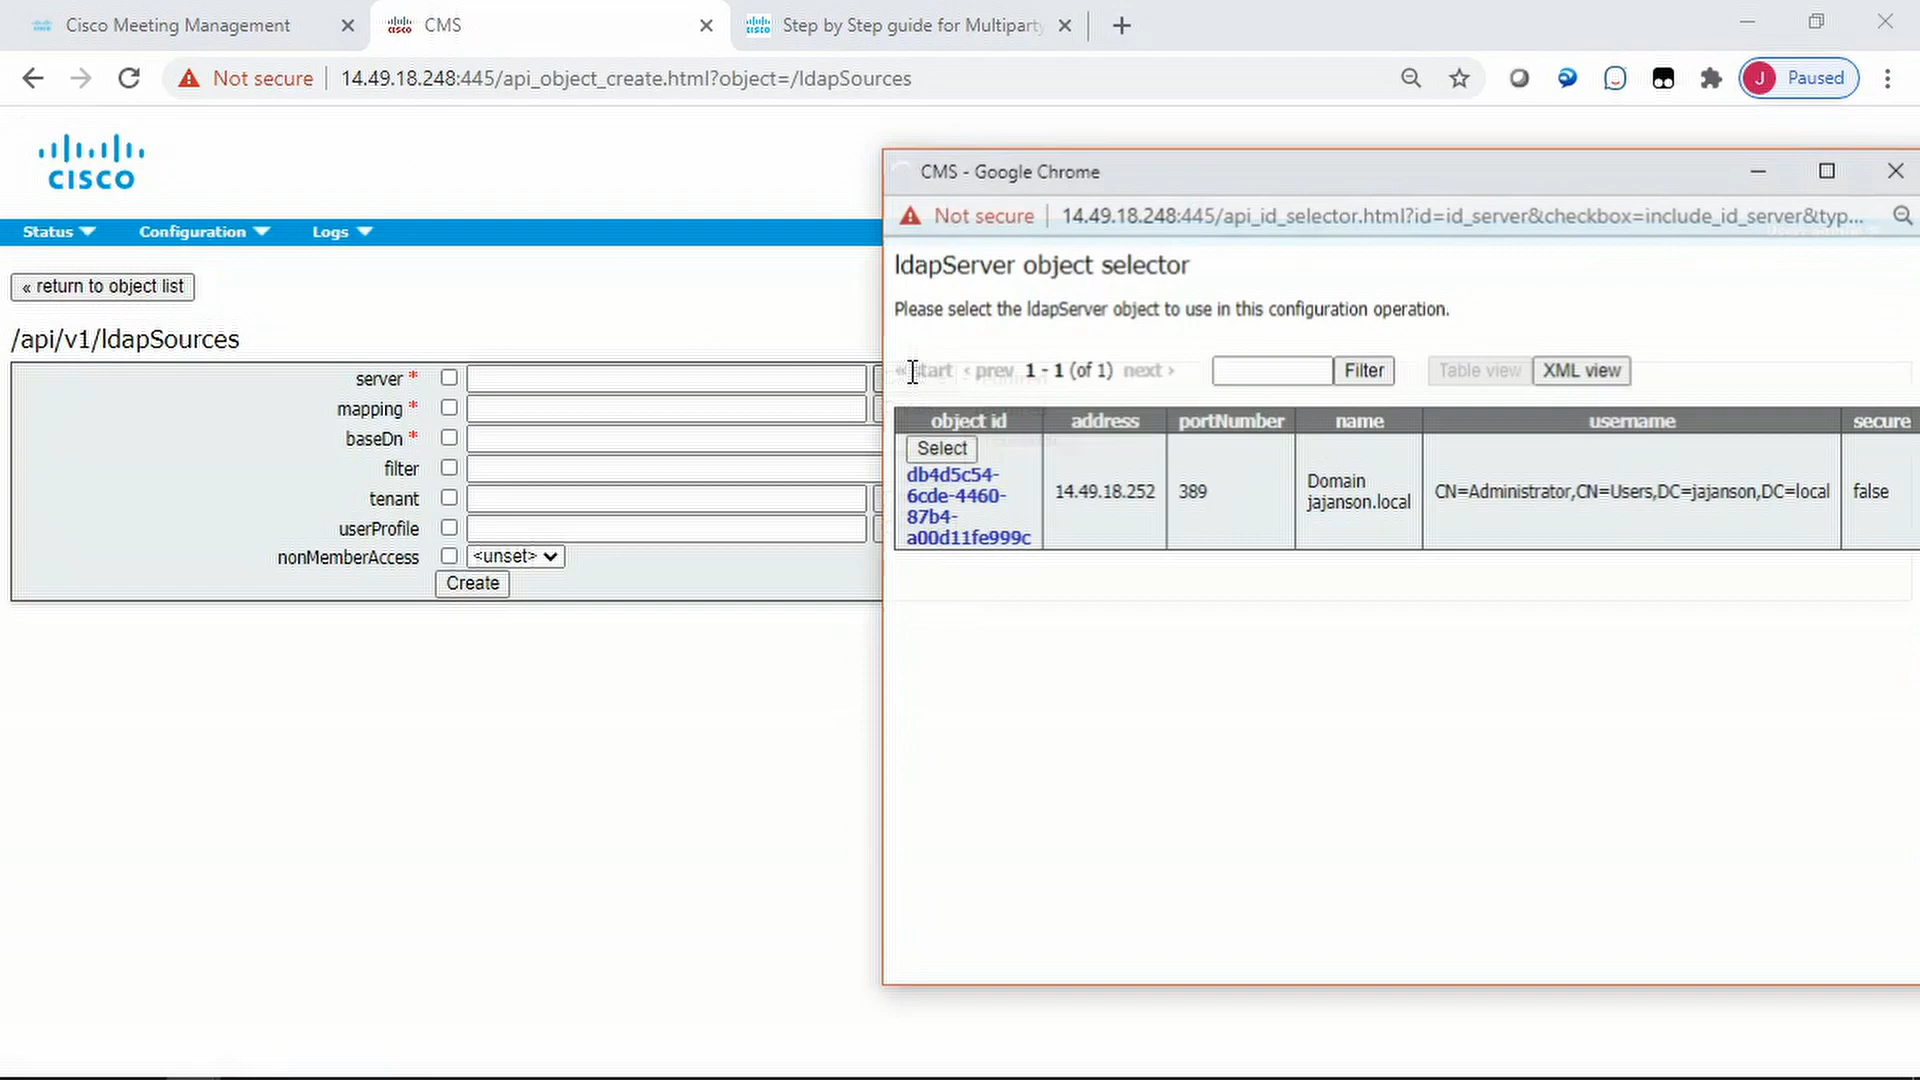 Cisco Meeting Management
CMS
Step by Step guide for Multiparty
Not secure
14.49.18.248:445/api_object_create.html?object=/ldapSources
J Paused
CISCO
Status
Configuration
Logs
« return to object list
/api/v1/ldapSources
server *
mapping *
baseDn *
filter
tenant
userProfile
nonMemberAccess <unset>
Create
CMS - Google Chrome
Not secure
14.49.18.248:445/api_id_selector.html?id=id_server&checkbox=include_id_server&typ...
ldapServer object selector
Please select the ldapServer object to use in this configuration operation.
« start ‹ prev 1 - 1 (of 1) next › Filter Table view XML view
object id address portNumber name username secure
Select
db4d5c54-
6cde-4460-
87b4-
a00d11fe999c
14.49.18.252
389
Domain
jajanson.local
CN=Administrator,CN=Users,DC=jajanson,DC=local
false